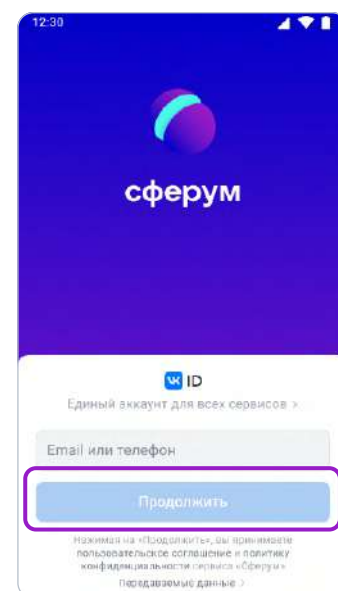 12:30
сферум
VK ID
Единый аккаунт для всех сервисов >
Email или телефон
Продолжить
Нажимая на «Продолжить», вы принимаете
пользовательское соглашение и политику
конфиденциальности сервиса «Сферум»
Передаваемые данные >